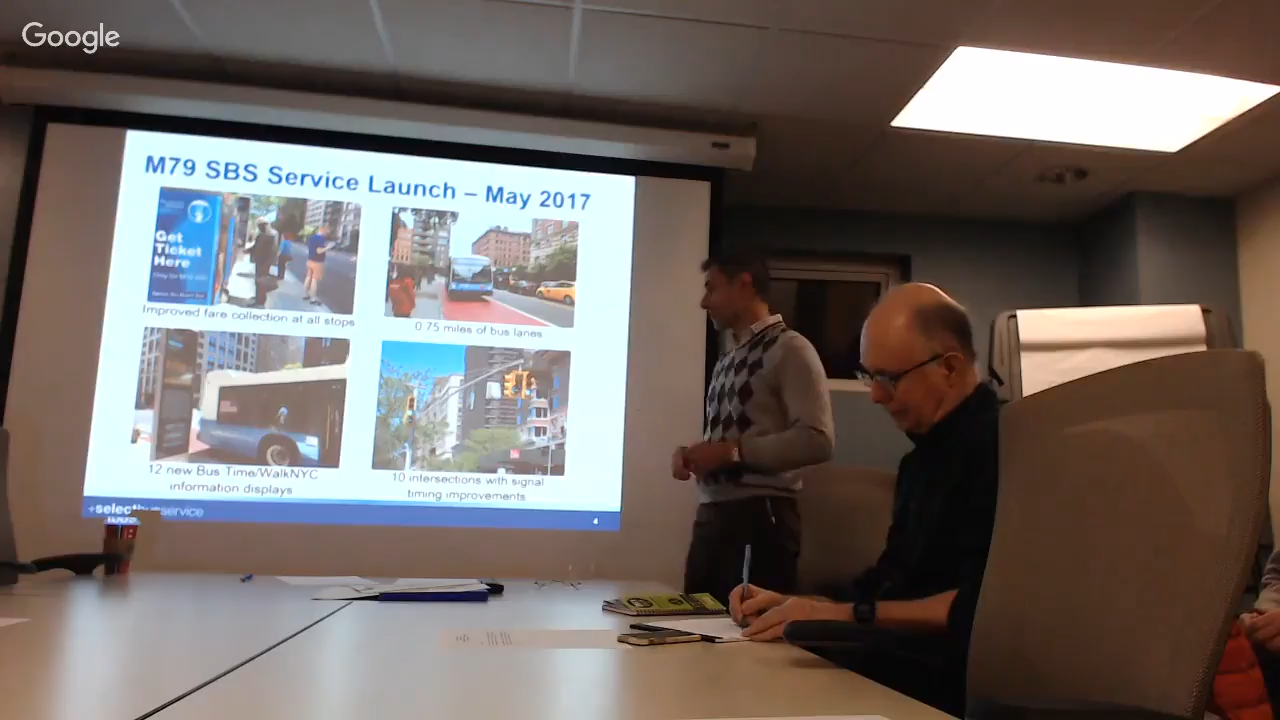 Google
M79 SBS Service Launch – May 2017
Get
Ticket
Here
Improved fare collection at all stops
0.75 miles of bus lanes
12 new Bus Time/WalkNYC
information displays
10 intersections with signal
timing improvements
+selectbusservice
4